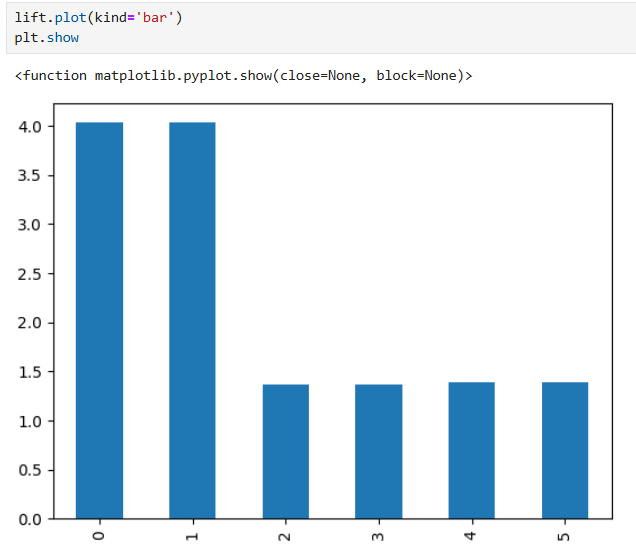 lift.plot(kind='bar')
plt.show
<function matplotlib.pyplot.show(close=None, block=None)>
4.0
3.5
3.0
2.5
2.0
1.5
1.0
0.5
0.0
0 1 2 3 4 5